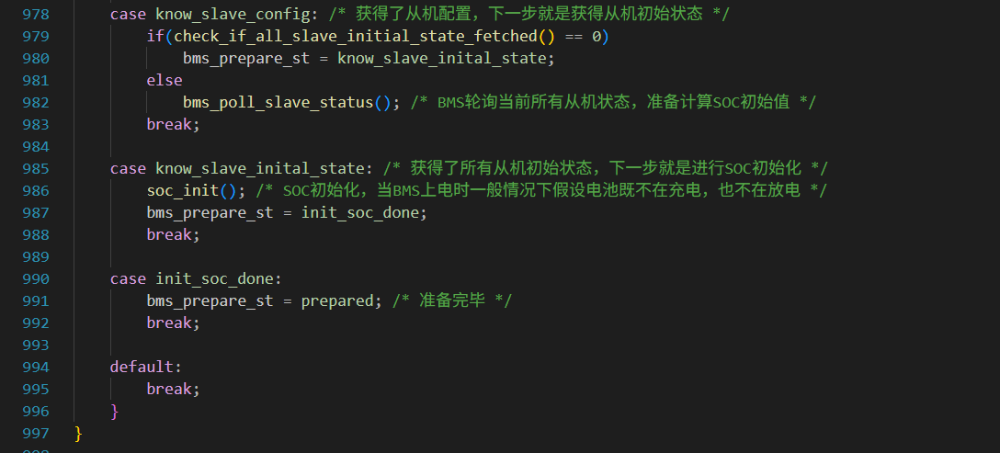 978 case know_slave_config: /* 获得了从机配置，下一步就是获得从机初始状态 */
979 if(check_if_all_slave_initial_state_fetched() == 0)
980 bms_prepare_st = know_slave_inital_state;
981 else
982 bms_poll_slave_status(); /* BMS轮询当前所有从机状态，准备计算SOC初始值 */
983 break;
984
985 case know_slave_inital_state: /* 获得了所有从机初始状态，下一步就是进行SOC初始化 */
986 soc_init(); /* SOC初始化，当BMS上电时一般情况下假设电池既不在充电，也不在放电 */
987 bms_prepare_st = init_soc_done;
988 break;
989
990 case init_soc_done:
991 bms_prepare_st = prepared; /* 准备完毕 */
992 break;
993
994 default:
995 break;
996 }
997 }